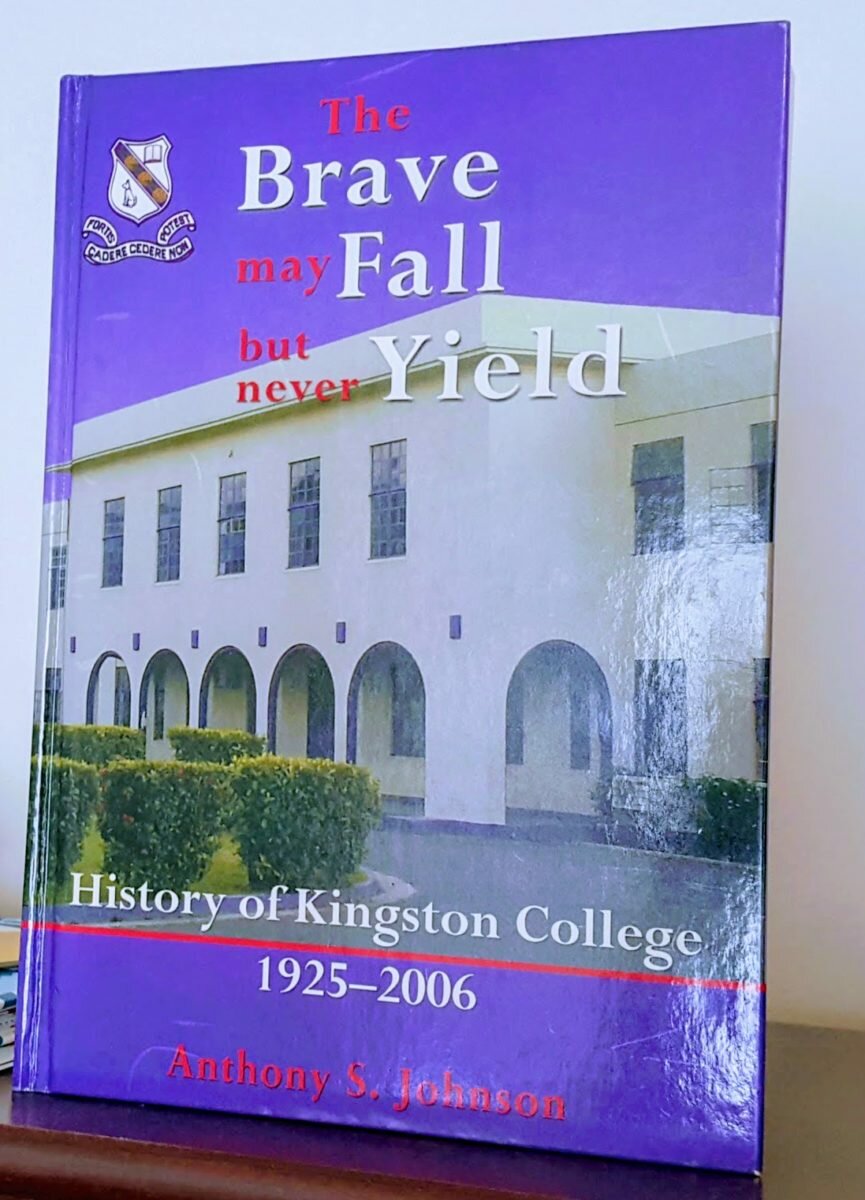 The
Brave
may Fall
but
never Yield
FORTIS POTEST
CADERE CEDERE NON
History of Kingston College
1925–2006
Anthony S. Johnson